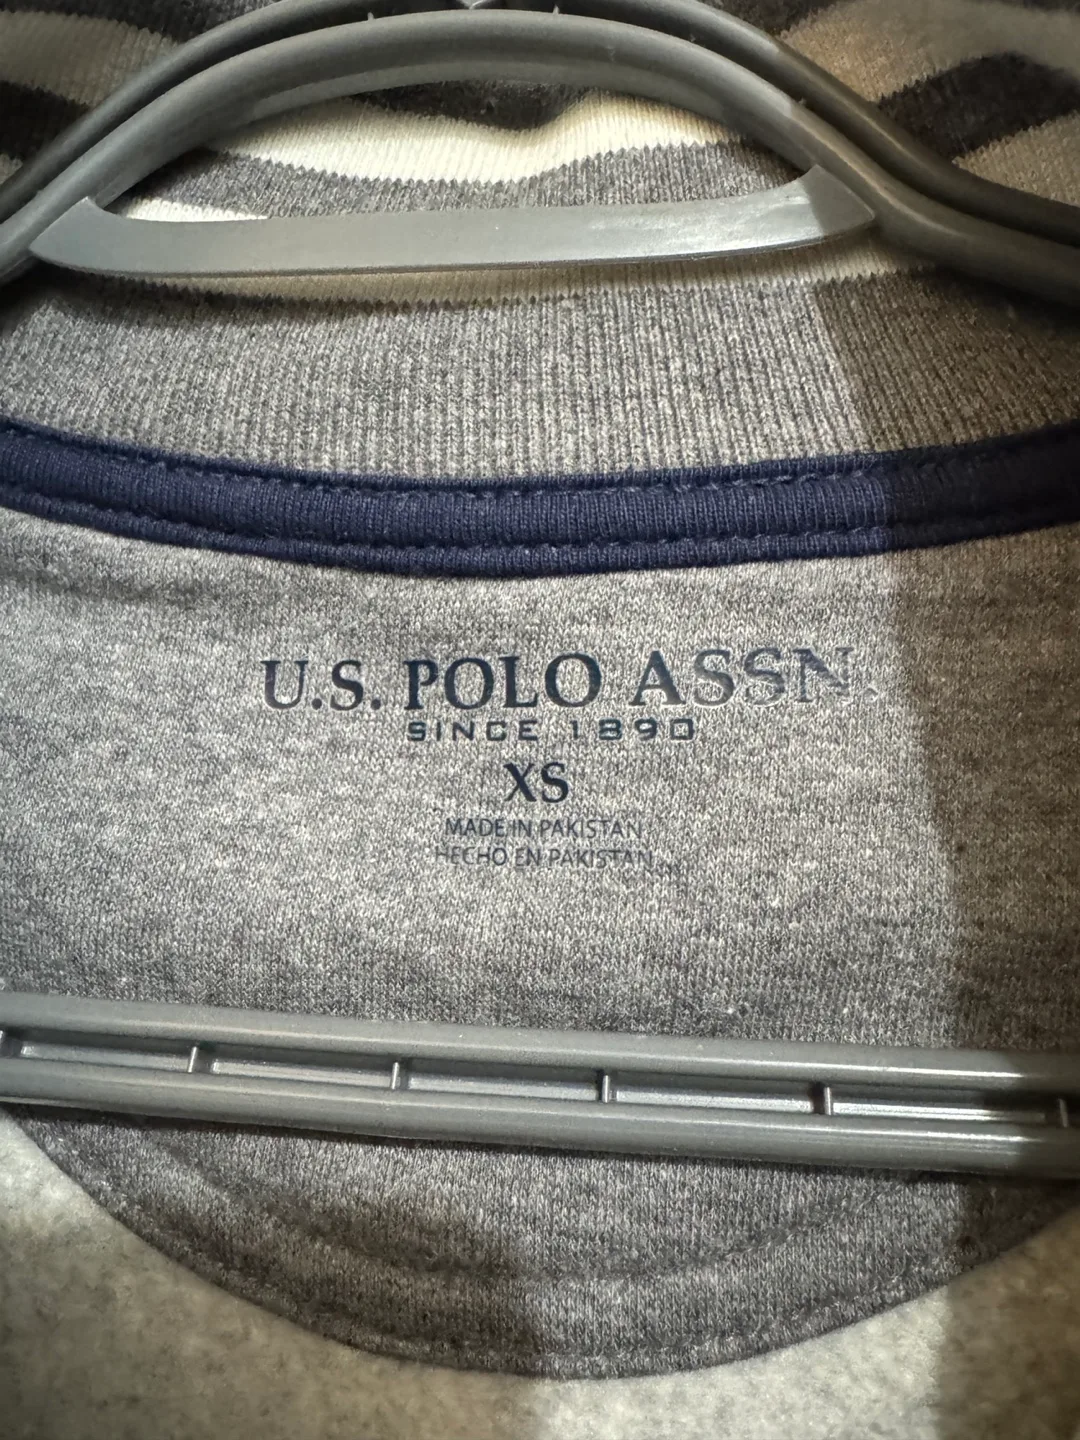 U.S. POLO ASSN.
SINCE 1890
XS
MADE IN PAKISTAN
HECHO EN PAKISTAN